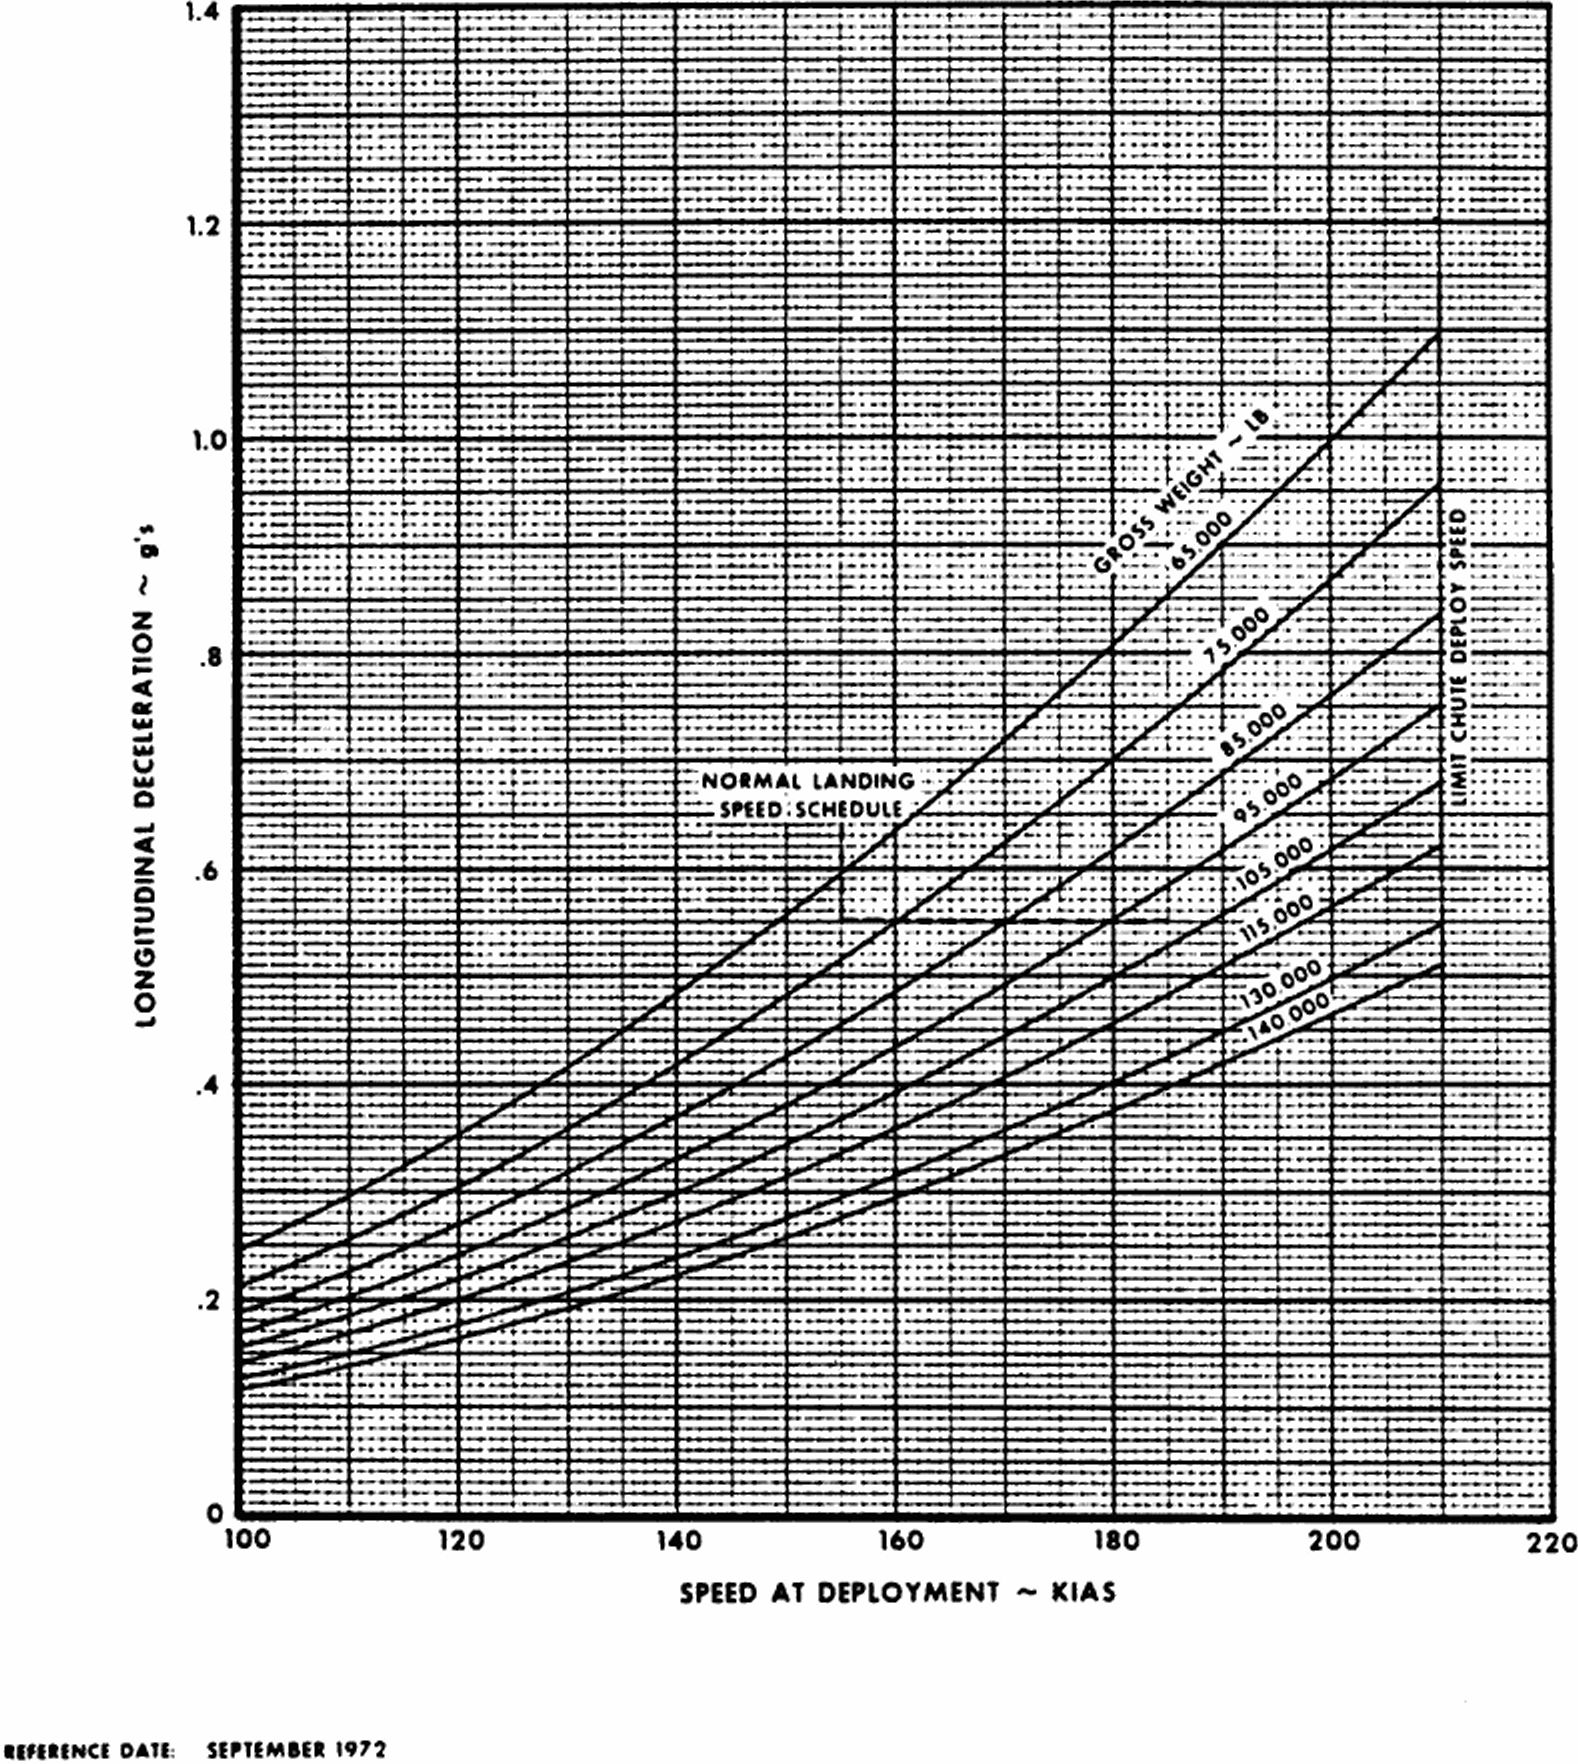 1.4
1.2
1.0
.8
.6
.4
.2
0
LONGITUDINAL DECELERATION ~ g's
GROSS WEIGHT ~ LB
65,000
75,000
85,000
95,000
105,000
115,000
130,000
140,000
NORMAL LANDING
SPEED SCHEDULE
LIMIT CHUTE DEPLOY SPEED
100 120 140 160 180 200 220
SPEED AT DEPLOYMENT ~ KIAS
REFERENCE DATE: SEPTEMBER 1972